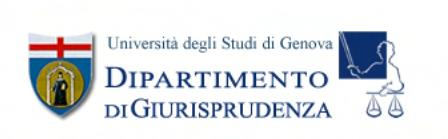 Università degli Studi di Genova
DIPARTIMENTO
DI GIURISPRUDENZA